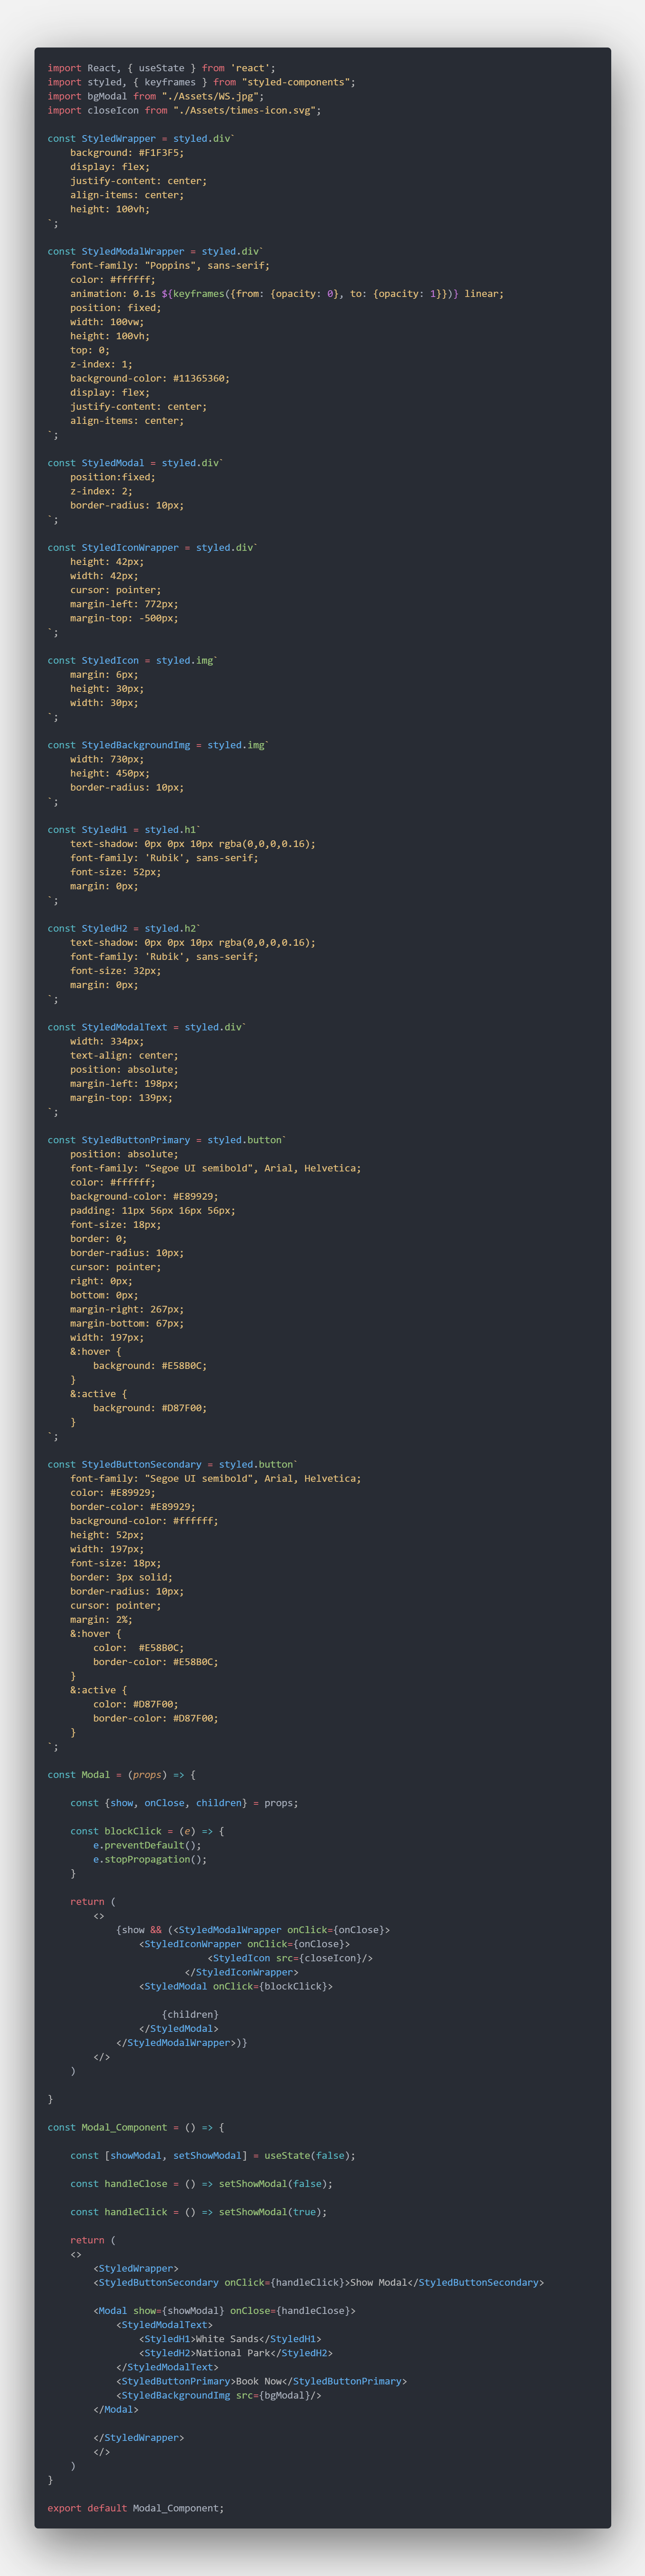 import React, { useState } from 'react';
import styled, { keyframes } from "styled-components";
import bgModal from "./Assets/WS.jpg";
import closeIcon from "./Assets/times-icon.svg";

const StyledWrapper = styled.div`
    background: #F1F3F5;
    display: flex;
    justify-content: center;
    align-items: center;
    height: 100vh;
`;

const StyledModalWrapper = styled.div`
    font-family: "Poppins", sans-serif;
    color: #ffffff;
    animation: 0.1s ${keyframes({from: {opacity: 0}, to: {opacity: 1}})} linear;
    position: fixed;
    width: 100vw;
    height: 100vh;
    top: 0;
    z-index: 1;
    background-color: #11365360;
    display: flex;
    justify-content: center;
    align-items: center;
`;

const StyledModal = styled.div`
    position:fixed;
    z-index: 2;
    border-radius: 10px;
`;

const StyledIconWrapper = styled.div`
    height: 42px;
    width: 42px;
    cursor: pointer;
    margin-left: 772px;
    margin-top: -500px;
`;

const StyledIcon = styled.img`
    margin: 6px;
    height: 30px;
    width: 30px;
`;

const StyledBackgroundImg = styled.img`
    width: 730px;
    height: 450px;
    border-radius: 10px;
`;

const StyledH1 = styled.h1`
    text-shadow: 0px 0px 10px rgba(0,0,0,0.16);
    font-family: 'Rubik', sans-serif;
    font-size: 52px;
    margin: 0px;
`;

const StyledH2 = styled.h2`
    text-shadow: 0px 0px 10px rgba(0,0,0,0.16);
    font-family: 'Rubik', sans-serif;
    font-size: 32px;
    margin: 0px;
`;

const StyledModalText = styled.div`
    width: 334px;
    text-align: center;
    position: absolute;
    margin-left: 198px;
    margin-top: 139px;
`;

const StyledButtonPrimary = styled.button`
    position: absolute;
    font-family: "Segoe UI semibold", Arial, Helvetica;
    color: #ffffff;
    background-color: #E89929;
    padding: 11px 56px 16px 56px;
    font-size: 18px;
    border: 0;
    border-radius: 10px;
    cursor: pointer;
    right: 0px;
    bottom: 0px;
    margin-right: 267px;
    margin-bottom: 67px;
    width: 197px;
    &:hover {
        background: #E58B0C;
    }
    &:active {
        background: #D87F00;
    }
`;

const StyledButtonSecondary = styled.button`
    font-family: "Segoe UI semibold", Arial, Helvetica;
    color: #E89929;
    border-color: #E89929;
    background-color: #ffffff;
    height: 52px;
    width: 197px;
    font-size: 18px;
    border: 3px solid;
    border-radius: 10px;
    cursor: pointer;
    margin: 2%;
    &:hover {
        color:  #E58B0C;
        border-color: #E58B0C;
    }
    &:active {
        color: #D87F00;
        border-color: #D87F00;
    }
`;

const Modal = (props) => {

    const {show, onClose, children} = props;

    const blockClick = (e) => {
        e.preventDefault();
        e.stopPropagation();
    }

    return (
        <>
            {show && (<StyledModalWrapper onClick={onClose}>
                <StyledIconWrapper onClick={onClose}>
                            <StyledIcon src={closeIcon}/>
                        </StyledIconWrapper>
                <StyledModal onClick={blockClick}>

                    {children}
                </StyledModal>
            </StyledModalWrapper>)}
        </>
    )

}

const Modal_Component = () => {

    const [showModal, setShowModal] = useState(false);

    const handleClose = () => setShowModal(false);

    const handleClick = () => setShowModal(true);

    return (
    <>
        <StyledWrapper>
        <StyledButtonSecondary onClick={handleClick}>Show Modal</StyledButtonSecondary>

        <Modal show={showModal} onClose={handleClose}>
            <StyledModalText>
                <StyledH1>White Sands</StyledH1>
                <StyledH2>National Park</StyledH2>
            </StyledModalText>
            <StyledButtonPrimary>Book Now</StyledButtonPrimary>
            <StyledBackgroundImg src={bgModal}/>
        </Modal>

        </StyledWrapper>
        </>
    )
}

export default Modal_Component;